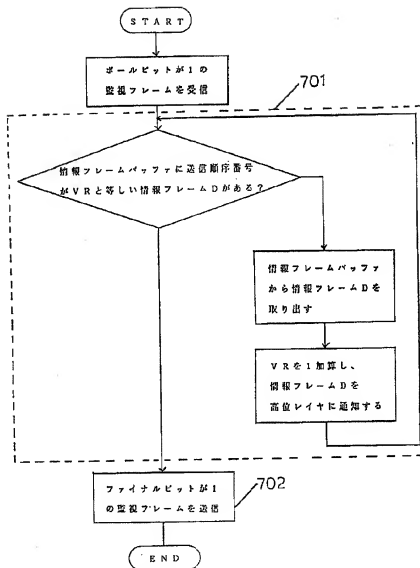 START
ポールビットが1の
監視フレームを受信
701
情報フレームバッファに送信順序番号
がVRと等しい情報フレームDがある?
情報フレームバッファ
から情報フレームDを
取り出す
VRを1加算し、
情報フレームDを
高位レイヤに通知する
ファイナルビットが1
の監視フレームを送信
702
END